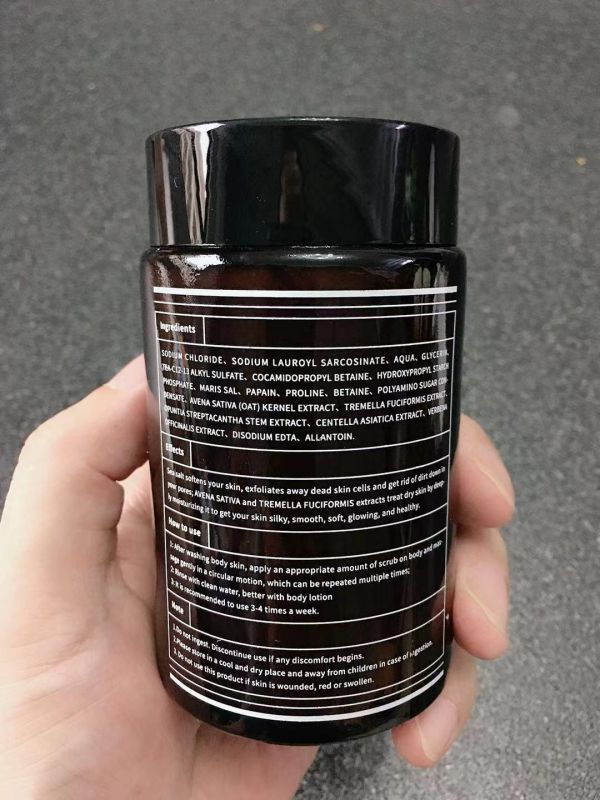 Ingredients
SODIUM CHLORIDE、SODIUM LAUROYL SARCOSINATE、AQUA、GLYCERIN、
TBA-C12-13 ALKYL SULFATE、COCAMIDOPROPYL BETAINE、HYDROXYPROPYL STARCH
PHOSPHATE、MARIS SAL、PAPAIN、PROLINE、BETAINE、POLYAMINO SUGAR CON-
DENSATE、AVENA SATIVA (OAT) KERNEL EXTRACT、TREMELLA FUCIFORMIS EXTRACT、
OPUNTIA STREPTACANTHA STEM EXTRACT、CENTELLA ASIATICA EXTRACT、VERBENA
OFFICINALIS EXTRACT、DISODIUM EDTA、ALLANTOIN.
Effects
Sea salt softens your skin, exfoliates away dead skin cells and get rid of dirt down in
your pores; AVENA SATIVA and TREMELLA FUCIFORMIS extracts treat dry skin by deep-
ly moisturizing it to get your skin silky, smooth, soft, glowing, and healthy.
How to use
1: After washing body skin, apply an appropriate amount of scrub on body and mas-
sage gently in a circular motion, which can be repeated multiple times;
2: Rinse with clean water, better with body lotion
3: It is recommended to use 3-4 times a week.
Note
1.Do not ingest. Discontinue use if any discomfort begins.
2.Please store in a cool and dry place and away from children in case of ingestion.
3. Do not use this product if skin is wounded, red or swollen.